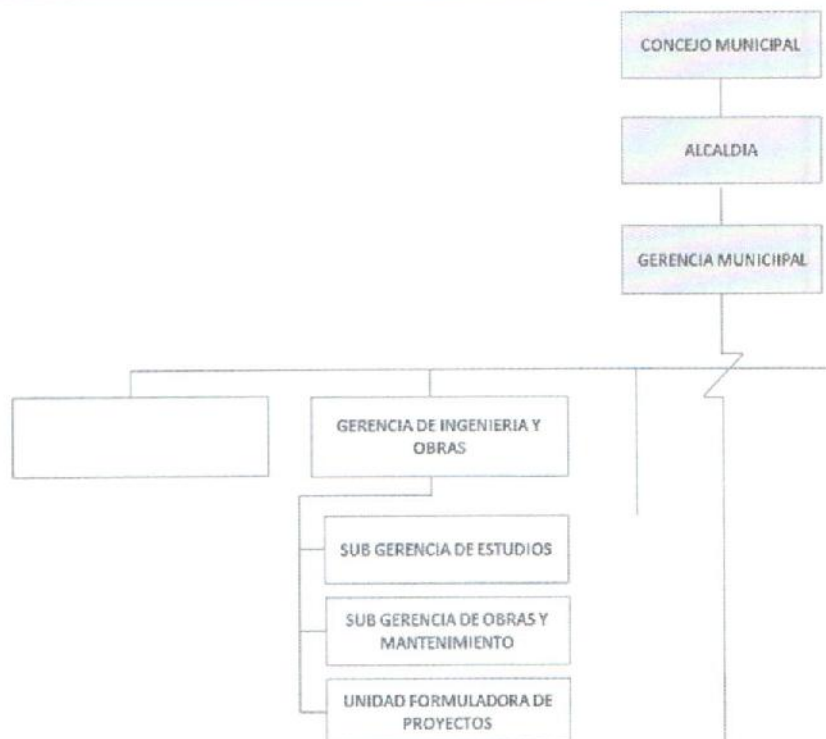 CONCEJO MUNICIPAL
ALCALDIA
GERENCIA MUNICIIPAL
GERENCIA DE INGENIERIA Y
OBRAS
SUB GERENCIA DE ESTUDIOS
SUB GERENCIA DE OBRAS Y
MANTENIMIENTO
UNIDAD FORMULADORA DE
PROYECTOS